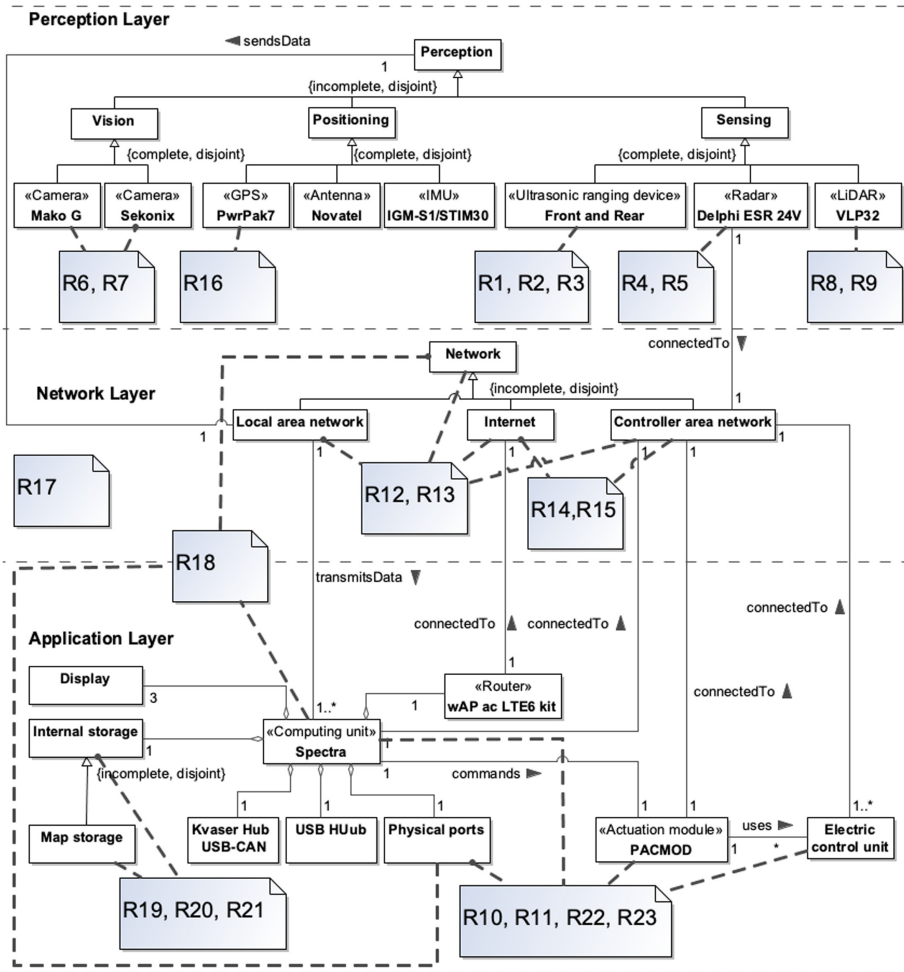 Perception Layer
◄ sendsData
Perception
1
{incomplete, disjoint}
Vision
Positioning
Sensing
{complete, disjoint}
{complete, disjoint}
{complete, disjoint}
«Camera»
Mako G
«Camera»
Sekonix
«GPS»
PwrPak7
«Antenna»
Novatel
«IMU»
IGM-S1/STIM30
«Ultrasonic ranging device»
Front and Rear
«Radar»
Delphi ESR 24V
«LiDAR»
VLP32
1
R6, R7
R16
R1, R2, R3
R4, R5
R8, R9
connectedTo ▼
Network
Network Layer
{incomplete, disjoint}
1
Local area network
Internet
Controller area network
1
1
1
1
1
1
R17
R12, R13
R14,R15
R18
transmitsData ▼
connectedTo ▲
connectedTo ▲
connectedTo ▲
Application Layer
1
Display
3
«Router»
wAP ac LTE6 kit
1
connectedTo ▲
1..*
Internal storage
1
«Computing unit»
Spectra
1
{incomplete, disjoint}
1
commands ►
Map storage
1
1
1
1
1
1..*
Kvaser Hub
USB-CAN
USB HUub
Physical ports
«Actuation module»
PACMOD
uses ►
1
*
Electric
control unit
R19, R20, R21
R10, R11, R22, R23